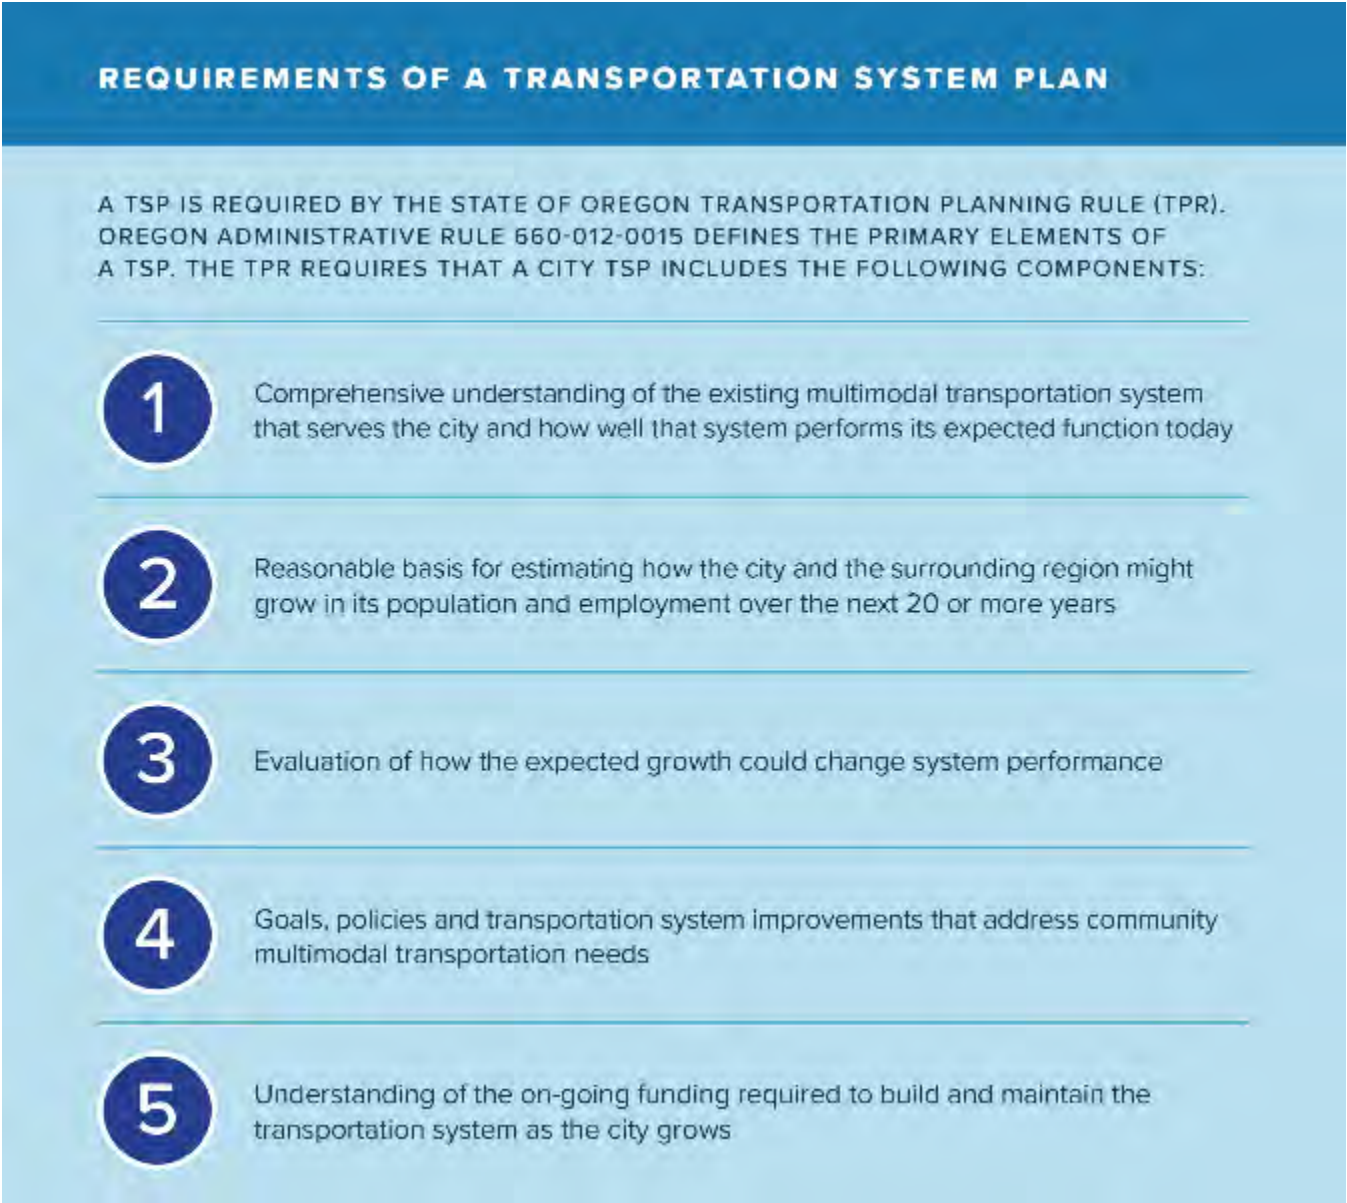 REQUIREMENTS OF A TRANSPORTATION SYSTEM PLAN
A TSP IS REQUIRED BY THE STATE OF OREGON TRANSPORTATION PLANNING RULE (TPR).
OREGON ADMINISTRATIVE RULE 660-012-0015 DEFINES THE PRIMARY ELEMENTS OF
A TSP. THE TPR REQUIRES THAT A CITY TSP INCLUDES THE FOLLOWING COMPONENTS:
1
Comprehensive understanding of the existing multimodal transportation system
that serves the city and how well that system performs its expected function today
2
Reasonable basis for estimating how the city and the surrounding region might
grow in its population and employment over the next 20 or more years
3
Evaluation of how the expected growth could change system performance
4
Goals, policies and transportation system improvements that address community
multimodal transportation needs
5
Understanding of the on-going funding required to build and maintain the
transportation system as the city grows